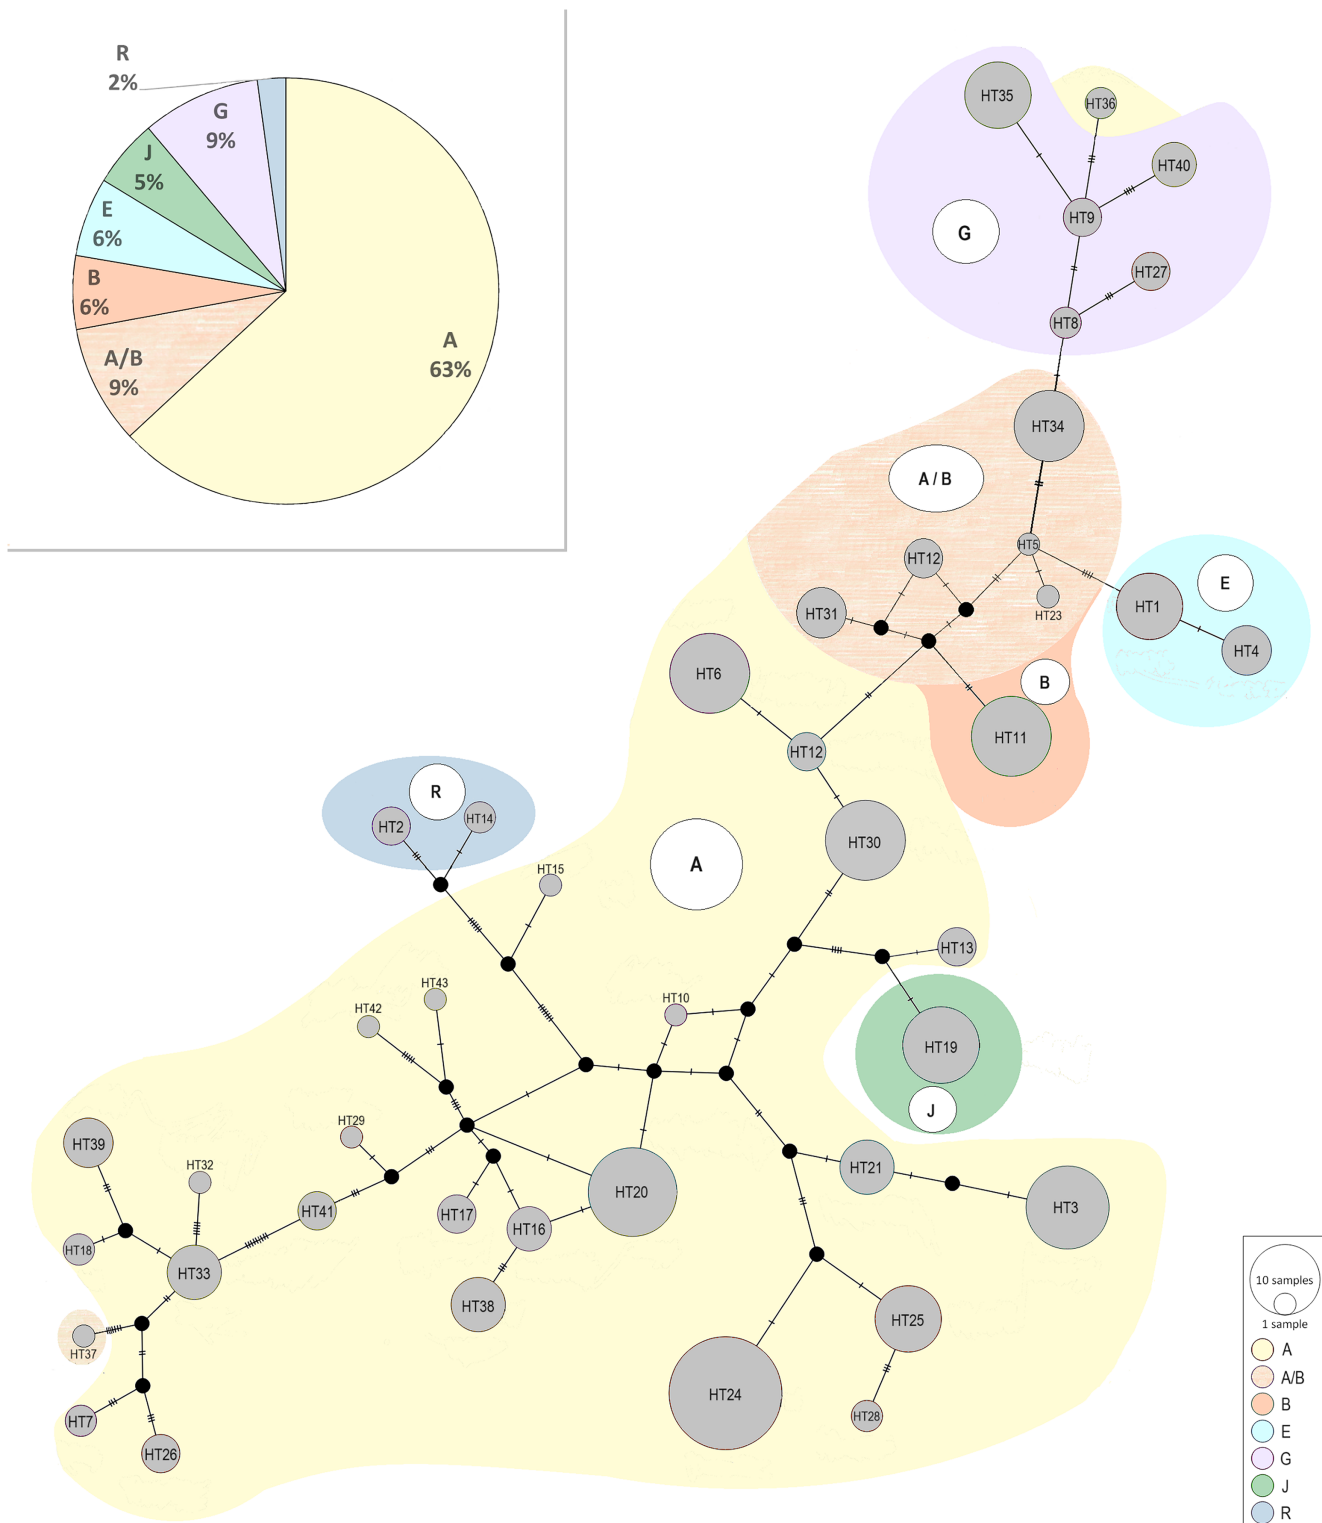 R
2%
G
9%
J
5%
E
6%
B
6%
A/B
9%
A
63%
HT35
HT36
HT40
HT9
G
HT27
HT8
HT34
A / B
HT5
HT12
E
HT1
HT31
HT23
HT4
HT6
B
HT11
HT12
R
HT2
HT14
HT30
A
HT15
HT13
HT43
HT42
HT10
HT19
J
HT29
HT39
HT32
HT21
HT20
HT3
HT41
HT17
HT16
HT18
HT33
HT38
HT25
HT37
HT24
HT28
HT7
HT26
10 samples
1 sample
A
A/B
B
E
G
J
R